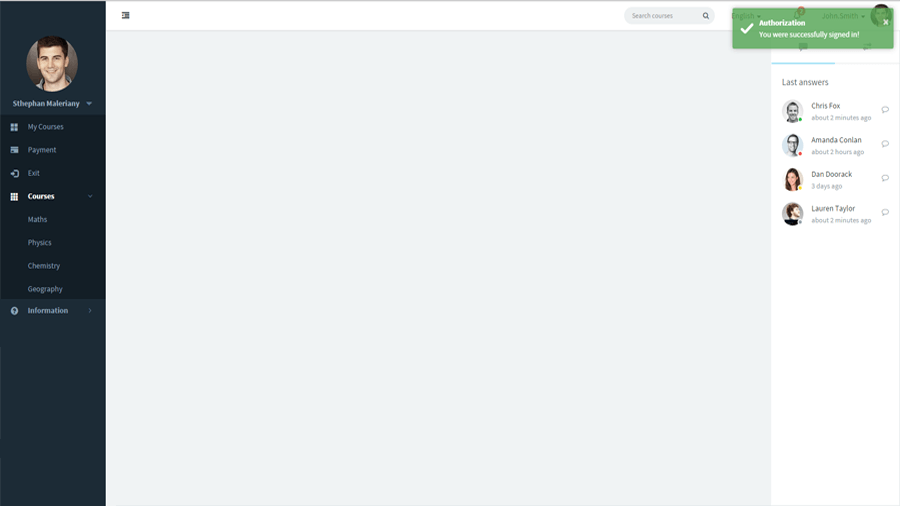 Sthephan Maleriany
My Courses
Payment
Exit
Courses
Maths
Physics
Chemistry
Geography
Information
Search courses
English
2
John Smith
Authorization
You were successfully signed in!
Last answers
Chris Fox
about 2 minutes ago
Amanda Conlan
about 2 hours ago
Dan Doorack
3 days ago
Lauren Taylor
about 2 minutes ago